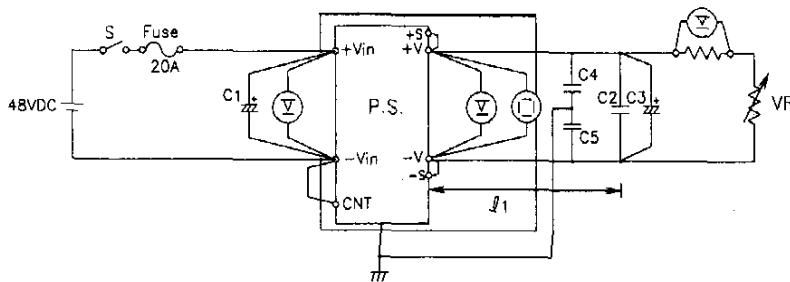 S Fuse
20A
48VDC
C1
+
V
+Vin
-Vin
CNT
P.S.
+S
+V
-V
-S
V
C4
C5
C2
C3
+
ℓ1
V
VR